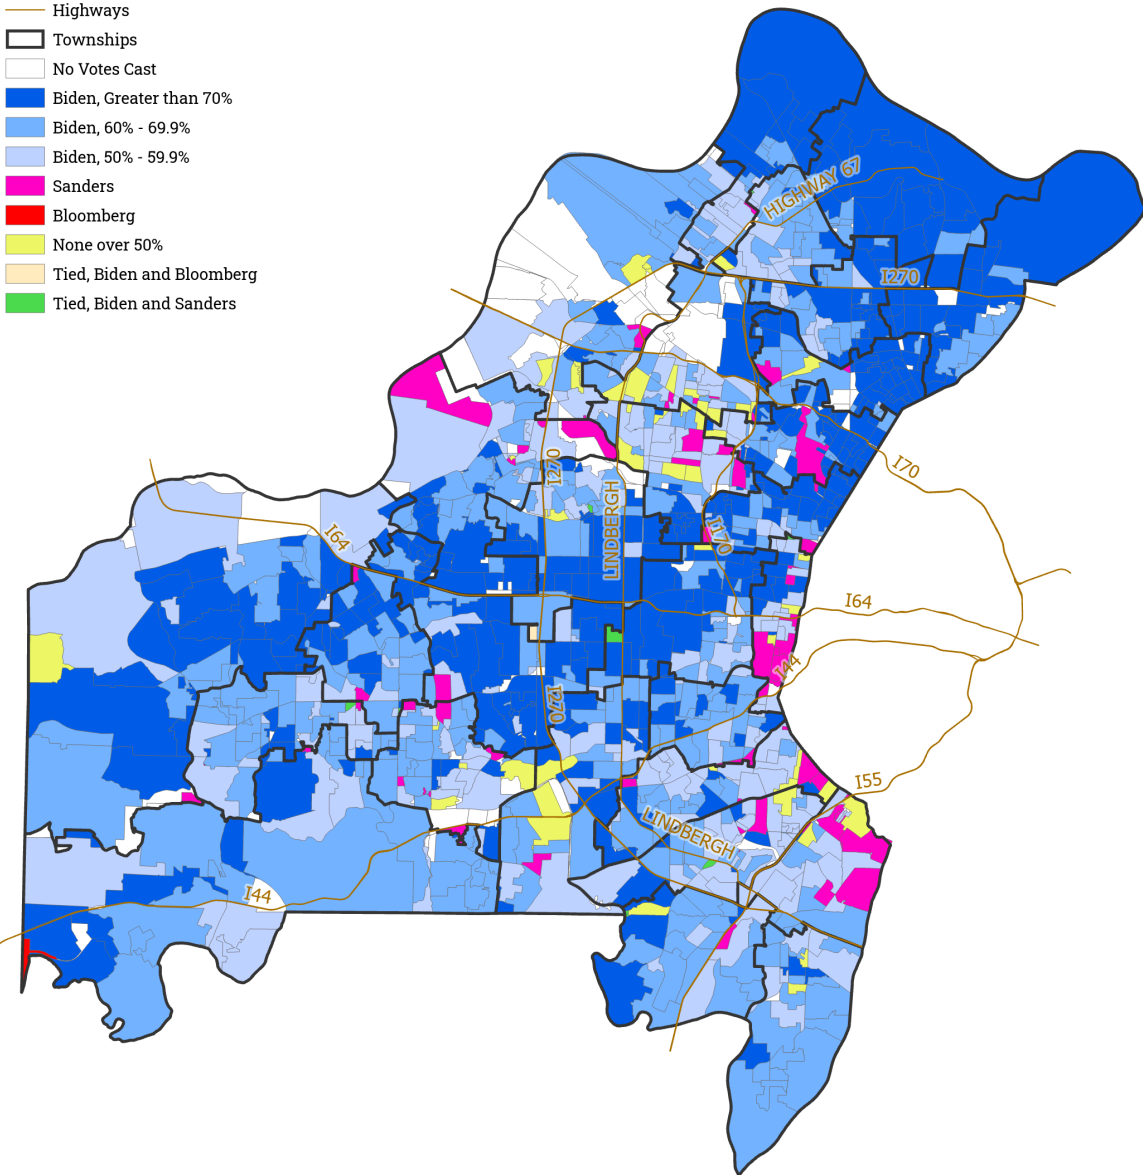 Highways
Townships
No Votes Cast
Biden, Greater than 70%
Biden, 60% - 69.9%
Biden, 50% - 59.9%
Sanders
Bloomberg
None over 50%
Tied, Biden and Bloomberg
Tied, Biden and Sanders
HIGHWAY 67
I270
I70
I270
LINDBERGH
I170
I64
I64
I44
I270
I55
LINDBERGH
I44